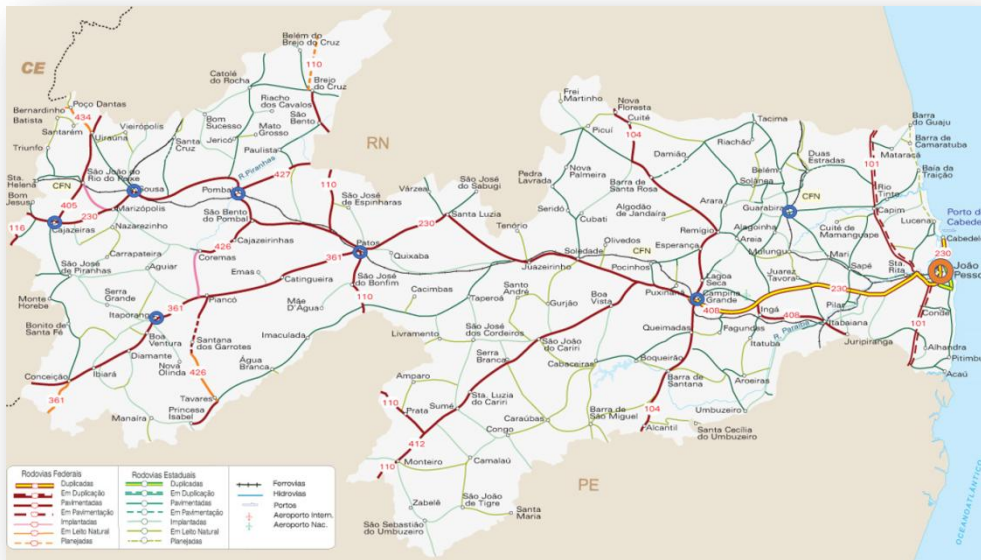 Belém do
Brejo do Cruz
CE
110
Catolé
do Rocha
Brejo
do Cruz
Poço Dantas
Bernardinho
Batista
434
Santarém
Uiraúna
Vieirópolis
Triunfo
Bom
Sucesso
Riacho
dos Cavalos
São
Bento
Santa
Cruz
Jericó
Mato
Grosso
Paulista
RN
R.Piranhas
Sta.
Helena
CFN
São João do
Rio do Peixe
Sousa
Pombal
427
Bom
Jesus
405
116
Cajazeiras
230
Marizópolis
Nazarezinho
São Bento
do Pombal
110
São José de
Espinharas
Várzea
São José
do Sabugi
230
Santa Luzia
Carrapateira
Aguiar
São José
de Piranhas
Cajazeirinhas
426
Coremas
Emas
361
Catingueira
Patos
Quixaba
São José
do Bonfim
110
Monte
Horebe
Serra
Grande
361
Itaporanga
Piancó
Mãe
D'Água
Cacimbas
Bonito de
Santa Fé
Boa
Ventura
Diamante
Nova
Olinda
Santana
dos Garrotes
Imaculada
Água
Branca
426
Conceição
Ibiará
361
Manaíra
Princesa
Isabel
Tavares
Frei
Martinho
Picuí
Nova
Floresta
Cuité
104
Tacima
Riachão
Damião
Duas
Estradas
Barra
do Guaju
Barra de
Camaratuba
101
Mataraca
Baía da
Traição
Pedra
Lavrada
Nova
Palmeira
Barra de
Santa Rosa
Belém
Solânea
CFN
Rio
Tinto
Seridó
Cubati
Algodão
de Jandaíra
Arara
Guarabira
Capim
Lucena
Tenório
Remígio
Alagoinha
Areia
Mulungu
Cuité de
Mamanguape
Porto de
Cabedel
Cabedel
Soledade
Olivedos
CFN
Esperança
Mari
Sapé
Sta.
Rita
230
João
Pesso
Juazeirinho
Pocinhos
Lagoa
Seca
Juarez
Tavora
230
Puxinanã
Campina
Grande
408
Ingá
408
Pilar
Itabaiana
Conde
Santo
André
Gurjão
Boa
Vista
Taperoá
Queimadas
Fagundes
Itatuba
R. Paraíba
Juripiranga
101
Alhandra
Pitimbu
Acaú
Livramento
São José
dos Cordeiros
São João
do Cariri
Serra
Branca
Cabaceiras
Boqueirão
Barra de
Santana
Aroeiras
Umbuzeiro
Amparo
110
Prata
Sumé
Sta. Luzia
do Cariri
Caraúbas
Barra de
São Miguel
104
Alcantil
Santa Cecília
do Umbuzeiro
Congo
412
110
Monteiro
Camalaú
PE
Zabelê
São João
do Tigre
Santa
Maria
São Sebastião
do Umbuzeiro
OCEANO ATLÂNTICO
Rodovias Federais
Duplicadas
Em Duplicação
Pavimentadas
Em Pavimentação
Implantadas
Em Leito Natural
Planejadas
Rodovias Estaduais
Duplicadas
Em Duplicação
Pavimentadas
Em Pavimentação
Implantadas
Em Leito Natural
Planejadas
Ferrovias
Hidrovias
Portos
Aeroporto Intern.
Aeroporto Nac.